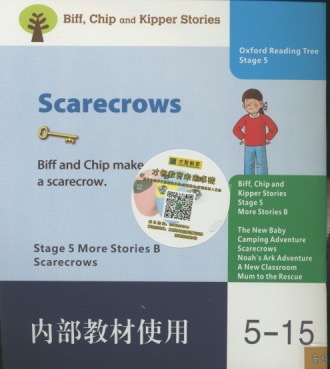 Biff, Chip and Kipper Stories
Oxford Reading Tree
Stage 5
Scarecrows
Biff and Chip make
a scarecrow.
Biff, Chip and
Kipper Stories
Stage 5
More Stories B
The New Baby
Camping Adventure
Scarecrows
Noah's Ark Adventure
A New Classroom
Mum to the Rescue
Stage 5 More Stories B
Scarecrows
内部教材使用
5-15